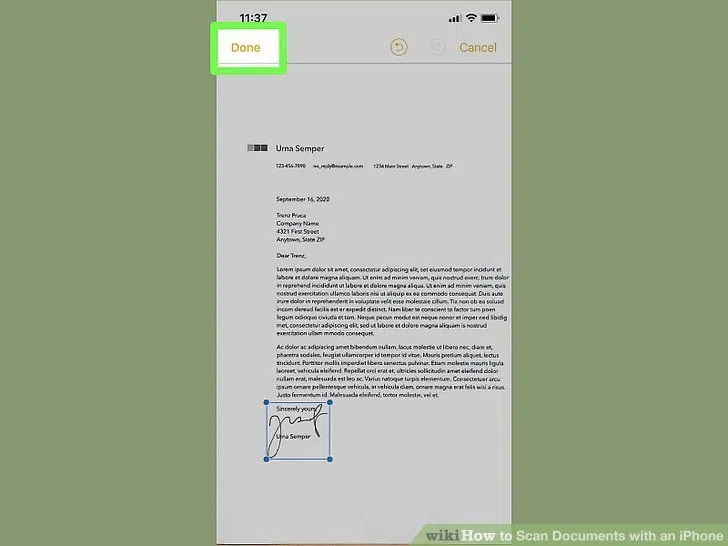 11:37
Done
Cancel
Urna Semper
123-456-7890 no_reply@example.com 1234 Main Street Anytown, State ZIP
September 16, 2020
Trenz Pruca
Company Name
4321 First Street
Anytown, State ZIP
Dear Trenz,
Lorem ipsum dolor sit amet, consectetur adipiscing elit, set eiusmod tempor incidunt et
labore et dolore magna aliquam. Ut enim ad minim veniam, quis nostrud exerc. Irure dolor
in reprehend incididunt ut labore et dolore magna aliqua. Ut enim ad minim veniam, quis
nostrud exercitation ullamco laboris nisi ut aliquip ex ea commodo consequat. Duis aute
irure dolor in reprehenderit in voluptate velit esse molestaie cillum. Tia non ob ea soluad
incom dereud facilis est er expedit distinct. Nam liber te conscient to factor tum poen
legum odioque civiuda et tam. Neque pecun modut est neque nonor et imper ned libidig
met, consectetur adipiscing elit, sed ut labore et dolore magna aliquam is nostrud
exercitation ullam mmodo consequet.
Ac dolor ac adipiscing amet bibendum nullam, lacus molestie ut libero nec, diam et,
pharetra sodales, feugiat ullamcorper id tempor id vitae. Mauris pretium aliquet, lectus
tincidunt. Porttitor mollis imperdiet libero senectus pulvinar. Etiam molestie mauris ligula
laoreet, vehicula eleifend. Repellat orci erat et, ultricies sollicitudin amet eleifend dolor
nullam erat, malesuada est leo ac. Varius natoque turpis elementum. Consectetuer arcu
ipsum ornare pellentesque vehicula, in vehicula diam, ornare magna erat felis wisi a risus.
Justo fermentum id. Malesuada eleifend, tortor molestie, vel et.
Sincerely yours,
Urna Semper
wikiHow to Scan Documents with an iPhone